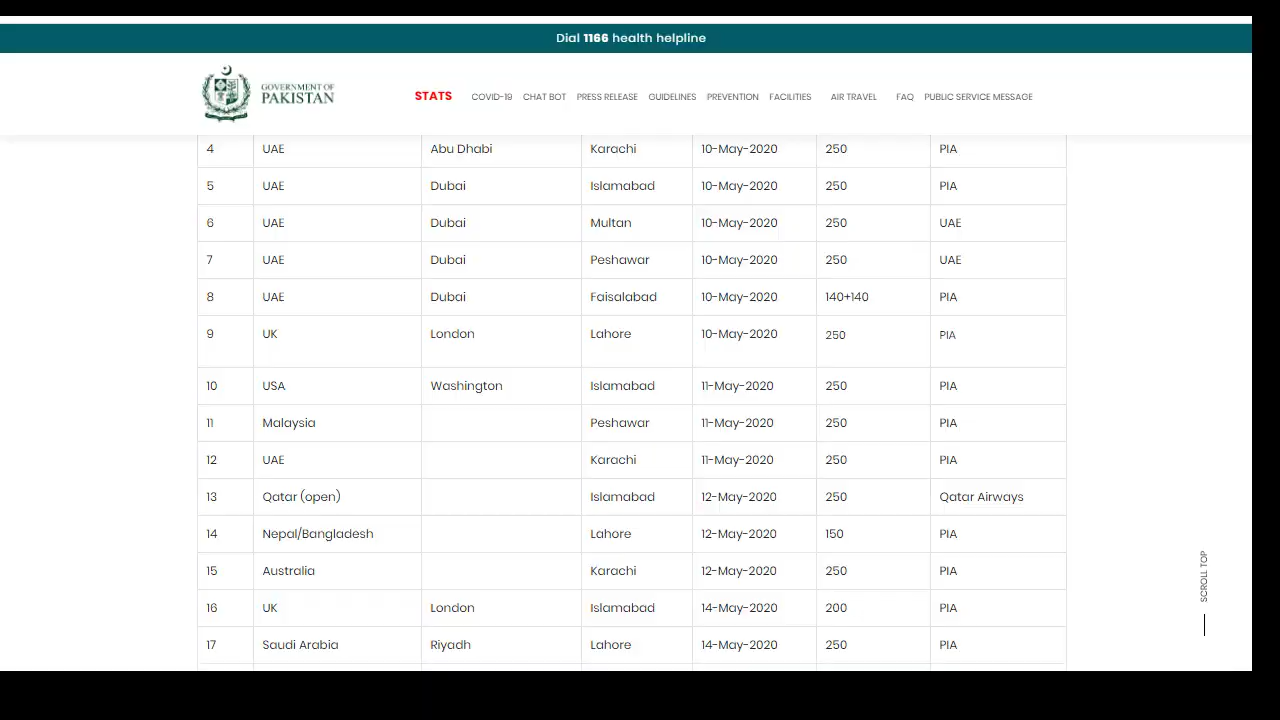 Dial 1166 health helpline
GOVERNMENT OF
PAKISTAN
STATS COVID-19 CHAT BOT PRESS RELEASE GUIDELINES PREVENTION FACILITIES AIR TRAVEL FAQ PUBLIC SERVICE MESSAGE
4 UAE Abu Dhabi Karachi 10-May-2020 250 PIA
5 UAE Dubai Islamabad 10-May-2020 250 PIA
6 UAE Dubai Multan 10-May-2020 250 UAE
7 UAE Dubai Peshawar 10-May-2020 250 UAE
8 UAE Dubai Faisalabad 10-May-2020 140+140 PIA
9 UK London Lahore 10-May-2020 250 PIA
10 USA Washington Islamabad 11-May-2020 250 PIA
11 Malaysia Peshawar 11-May-2020 250 PIA
12 UAE Karachi 11-May-2020 250 PIA
13 Qatar (open) Islamabad 12-May-2020 250 Qatar Airways
14 Nepal/Bangladesh Lahore 12-May-2020 150 PIA
15 Australia Karachi 12-May-2020 250 PIA
16 UK London Islamabad 14-May-2020 200 PIA
17 Saudi Arabia Riyadh Lahore 14-May-2020 250 PIA
SCROLL TOP